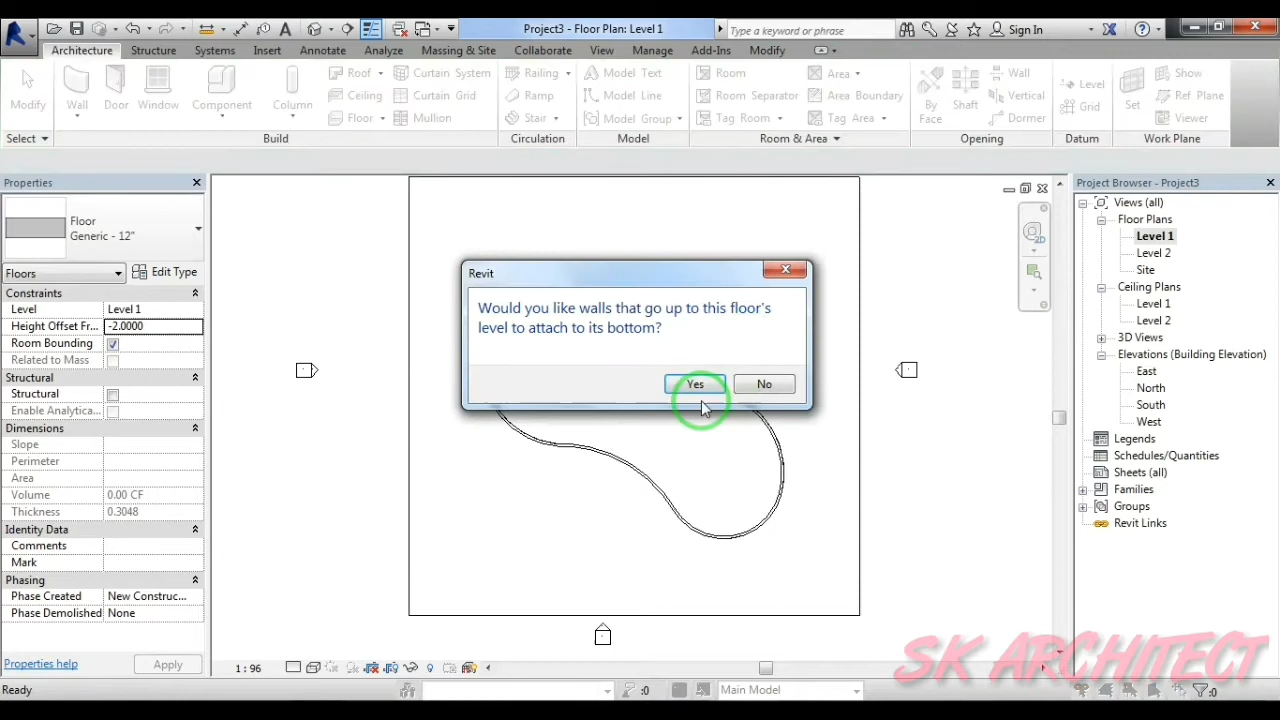 Project3 - Floor Plan: Level 1
Type a keyword or phrase
Sign In
Architecture Structure Systems Insert Annotate Analyze Massing & Site Collaborate View Manage Add-Ins Modify
Modify
Wall
Door
Window
Component
Column
Roof
Ceiling
Floor
Curtain System
Curtain Grid
Mullion
Railing
Ramp
Stair
Model Text
Model Line
Model Group
Room
Room Separator
Tag Room
Area
Area Boundary
Tag Area
By Face
Shaft
Wall
Vertical
Dormer
Level
Grid
Set
Show
Ref Plane
Viewer
Select Build Circulation Model Room & Area Opening Datum Work Plane
Properties
Floor
Generic - 12"
Floors Edit Type
Constraints
Level Level 1
Height Offset Fr... -2.0000
Room Bounding
Related to Mass
Structural
Structural
Enable Analytica...
Dimensions
Slope
Perimeter
Area
Volume 0.00 CF
Thickness 0.3048
Identity Data
Comments
Mark
Phasing
Phase Created New Construc...
Phase Demolished None
Properties help Apply
Revit
Would you like walls that go up to this floor's
level to attach to its bottom?
Yes No
2D
Project Browser - Project3
Views (all)
Floor Plans
Level 1
Level 2
Site
Ceiling Plans
Level 1
Level 2
3D Views
Elevations (Building Elevation)
East
North
South
West
Legends
Schedules/Quantities
Sheets (all)
Families
Groups
Revit Links
1 : 96
SK ARCHITECT
Ready :0 Main Model :0